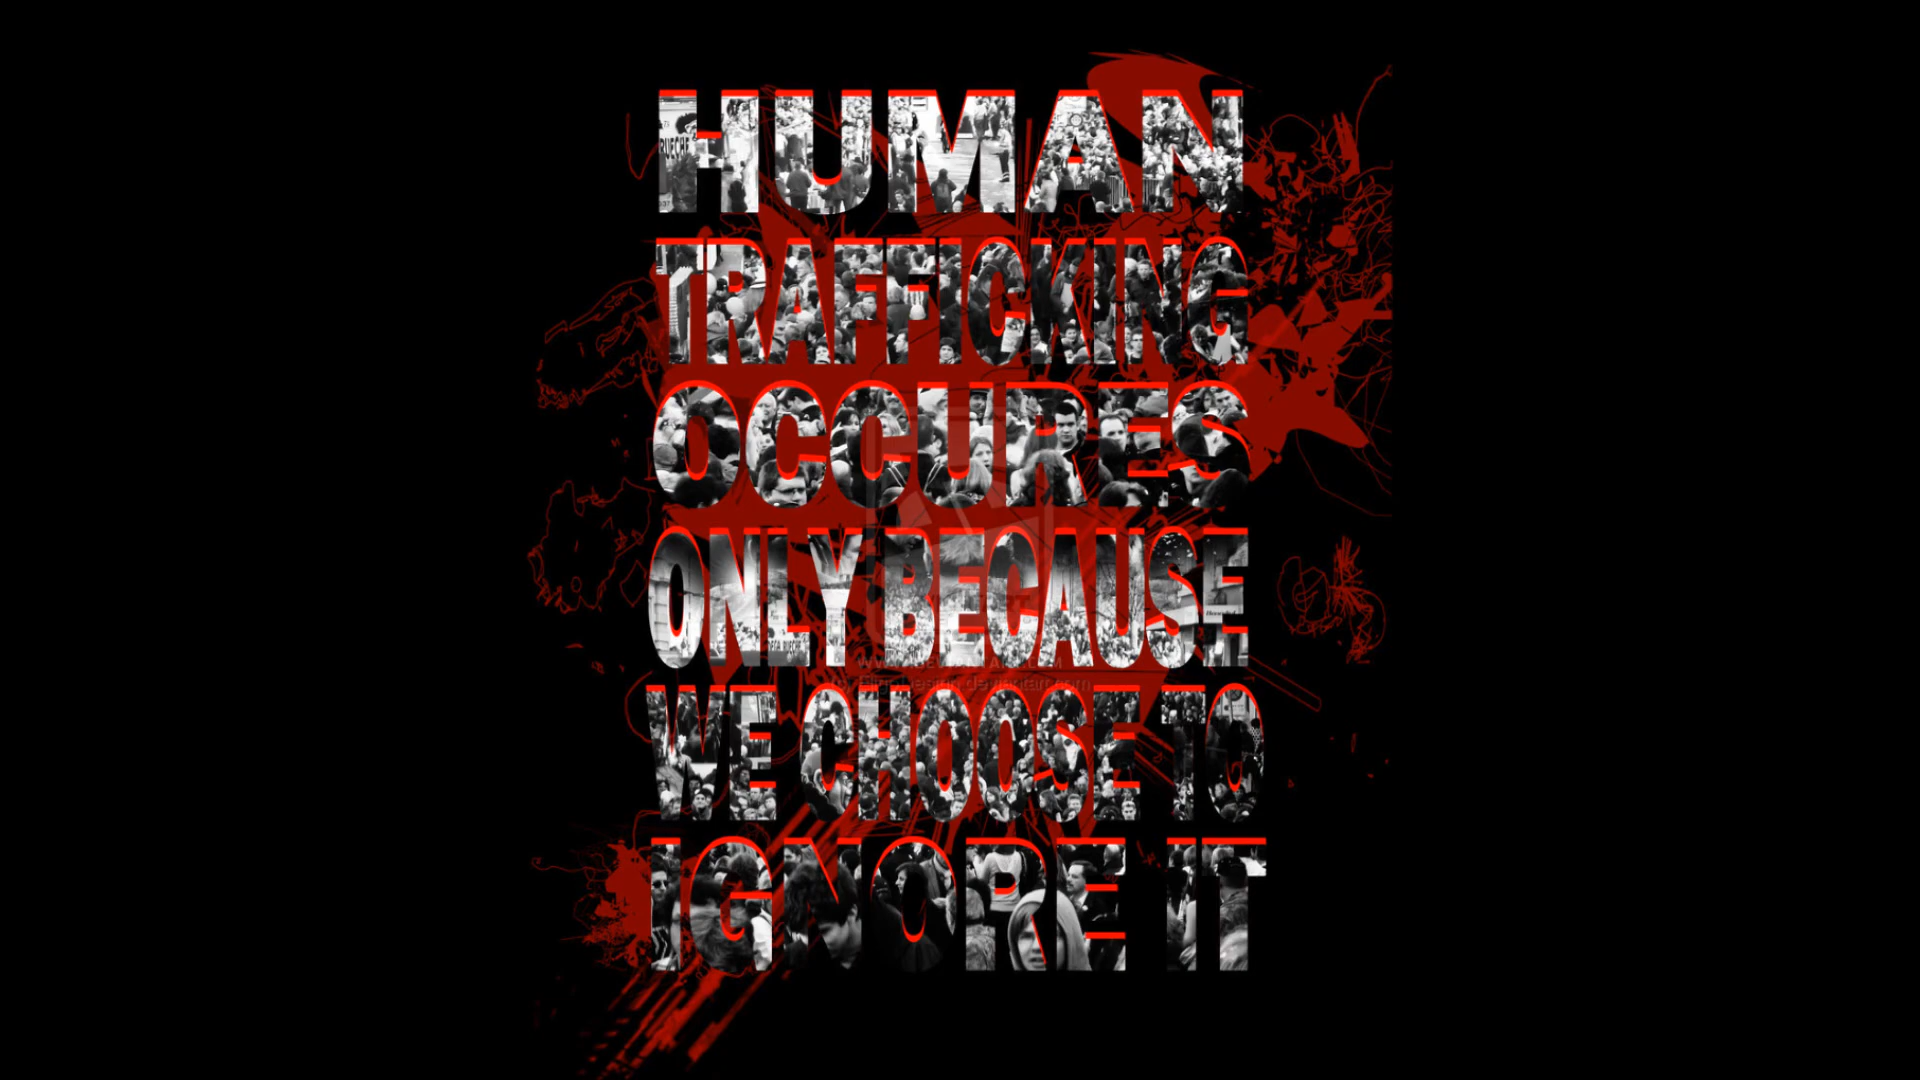 HUMAN
TRAFFICKING
OCCURES
ONLY BECAUSE
WE CHOOSE TO
IGNORE IT